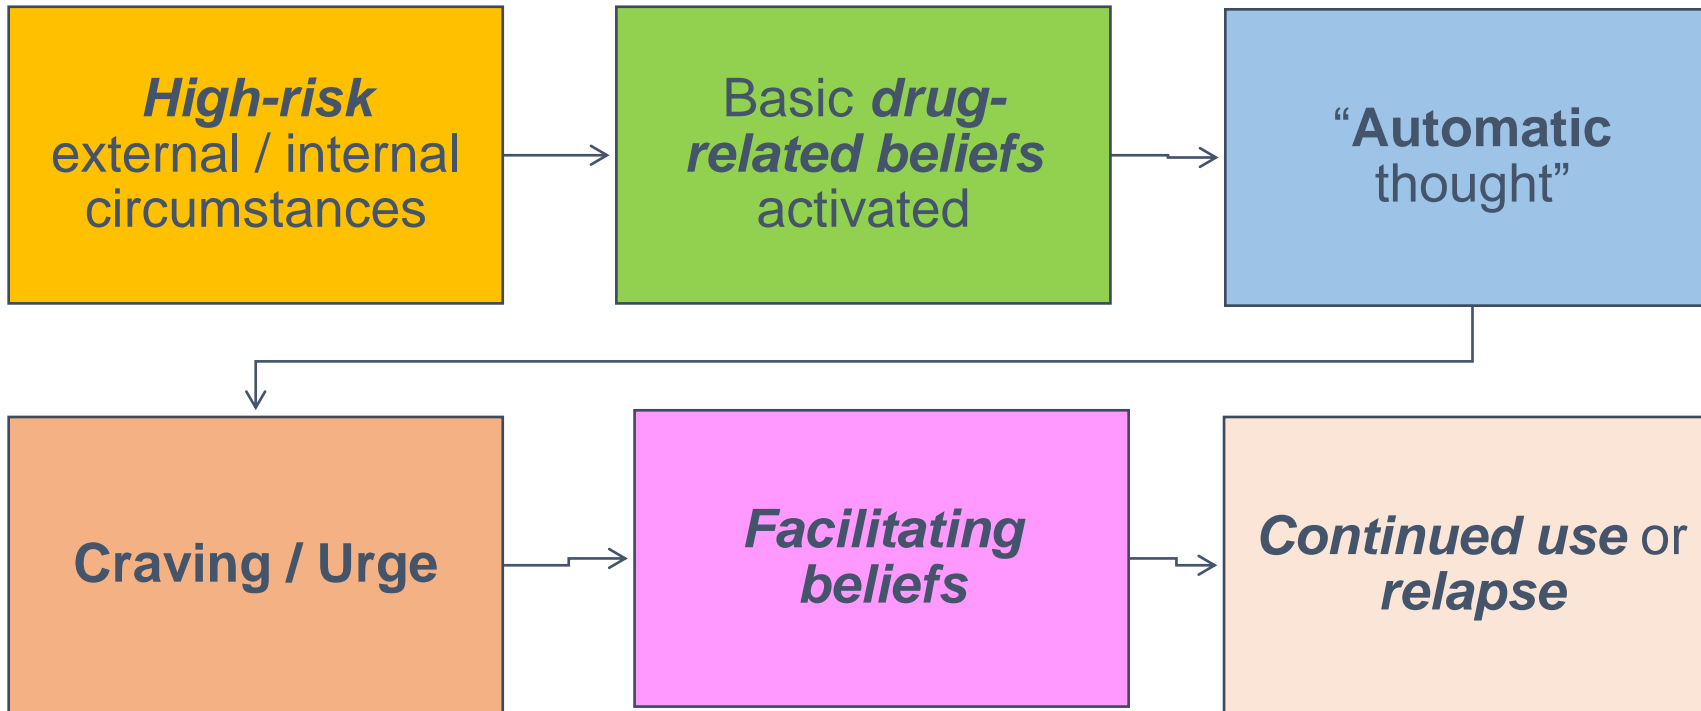 High-risk
external / internal
circumstances
Basic drug-
related beliefs
activated
“Automatic
thought”
Craving / Urge
Facilitating
beliefs
Continued use or
relapse